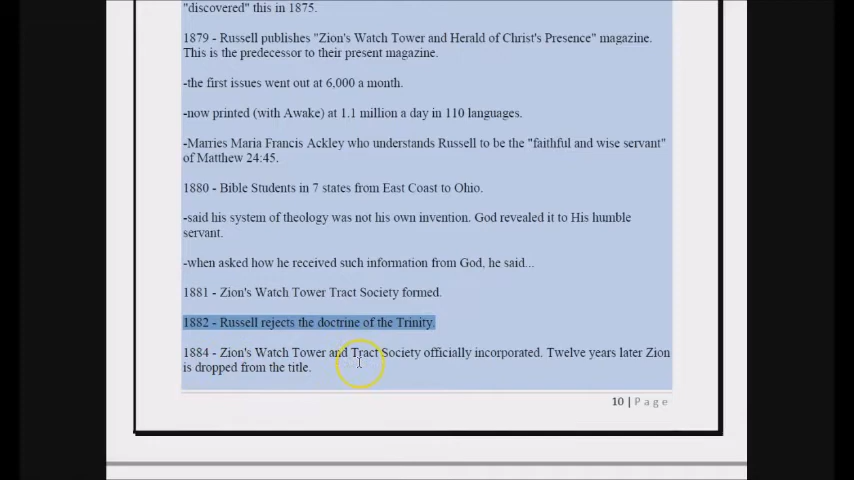 "discovered" this in 1875.
1879 - Russell publishes "Zion's Watch Tower and Herald of Christ's Presence" magazine.
This is the predecessor to their present magazine.
-the first issues went out at 6,000 a month.
-now printed (with Awake) at 1.1 million a day in 110 languages.
-Marries Maria Francis Ackley who understands Russell to be the "faithful and wise servant"
of Matthew 24:45.
1880 - Bible Students in 7 states from East Coast to Ohio.
-said his system of theology was not his own invention. God revealed it to His humble
servant.
-when asked how he received such information from God, he said...
1881 - Zion's Watch Tower Tract Society formed.
1882 - Russell rejects the doctrine of the Trinity.
1884 - Zion's Watch Tower and Tract Society officially incorporated. Twelve years later Zion
is dropped from the title.
10 | Page